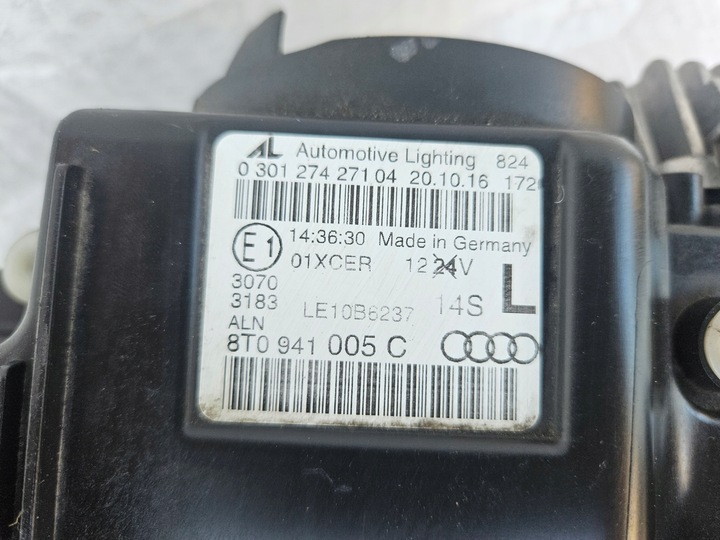 AL Automotive Lighting 824
0 301 274 271 04 20.10.16 172
E1 14:36:30 Made in Germany
01XCER 12 24V
3070
3183 LE10B6237 14S L
ALN
8T0 941 005 C